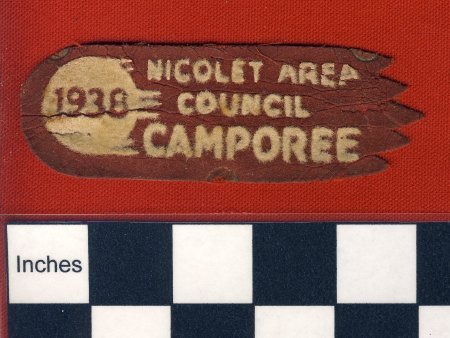 1938
NICOLET AREA
COUNCIL
CAMPOREE
Inches